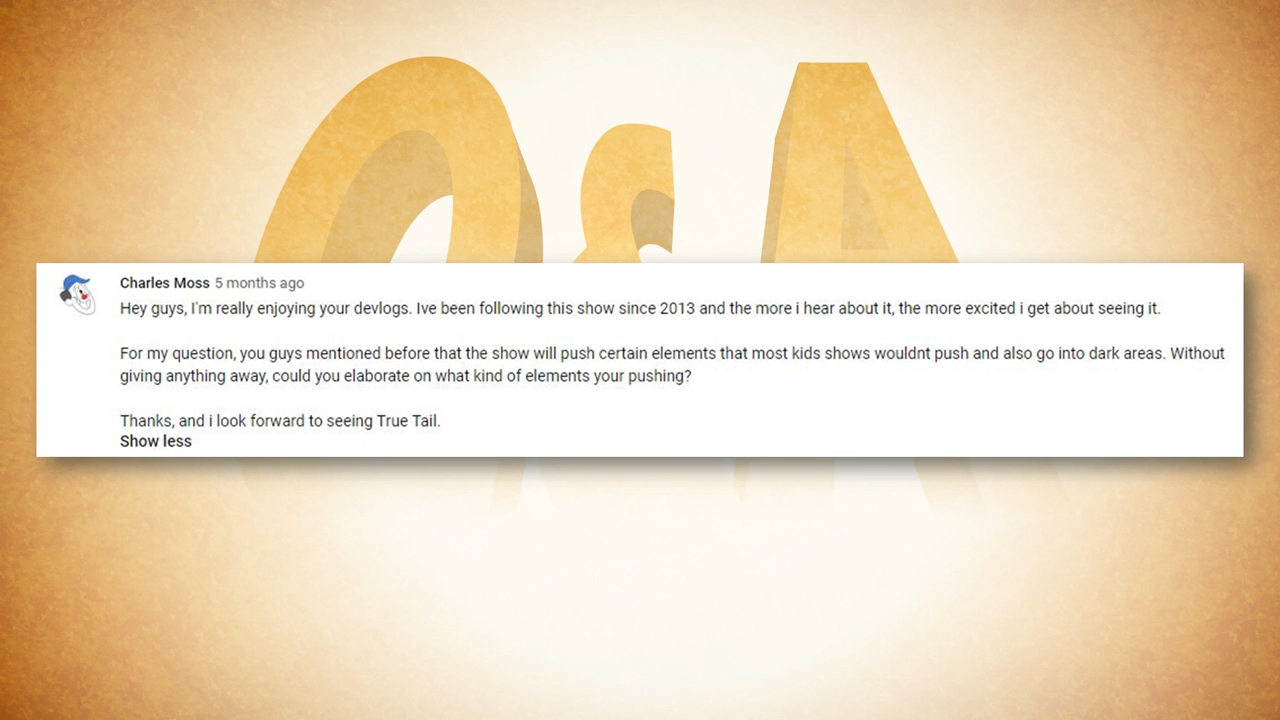 Q&A
Charles Moss 5 months ago
Hey guys, I'm really enjoying your devlogs. Ive been following this show since 2013 and the more i hear about it, the more excited i get about seeing it.
For my question, you guys mentioned before that the show will push certain elements that most kids shows wouldnt push and also go into dark areas. Without
giving anything away, could you elaborate on what kind of elements your pushing?
Thanks, and i look forward to seeing True Tail.
Show less